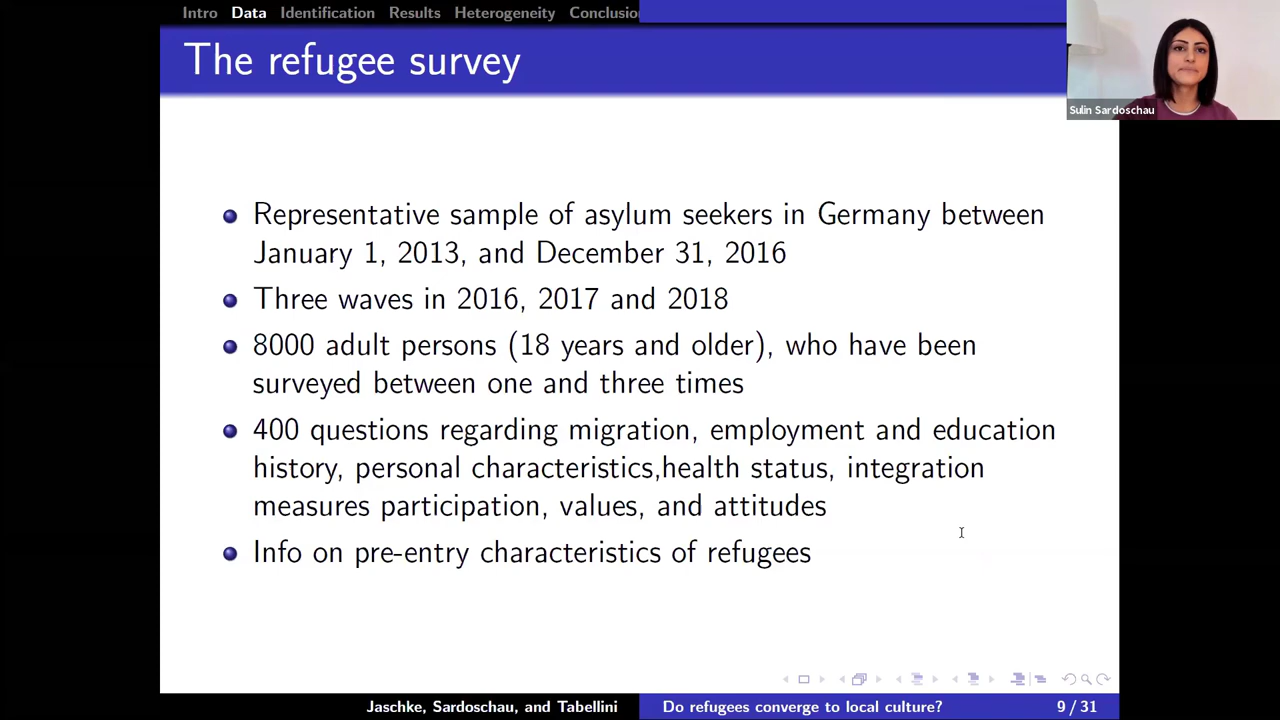 Intro Data Identification Results Heterogeneity Conclusion
The refugee survey
Sulin Sardoschau
Representative sample of asylum seekers in Germany between
January 1, 2013, and December 31, 2016
Three waves in 2016, 2017 and 2018
8000 adult persons (18 years and older), who have been
surveyed between one and three times
400 questions regarding migration, employment and education
history, personal characteristics,health status, integration
measures participation, values, and attitudes
Info on pre-entry characteristics of refugees
Jaschke, Sardoschau, and Tabellini Do refugees converge to local culture? 9 / 31